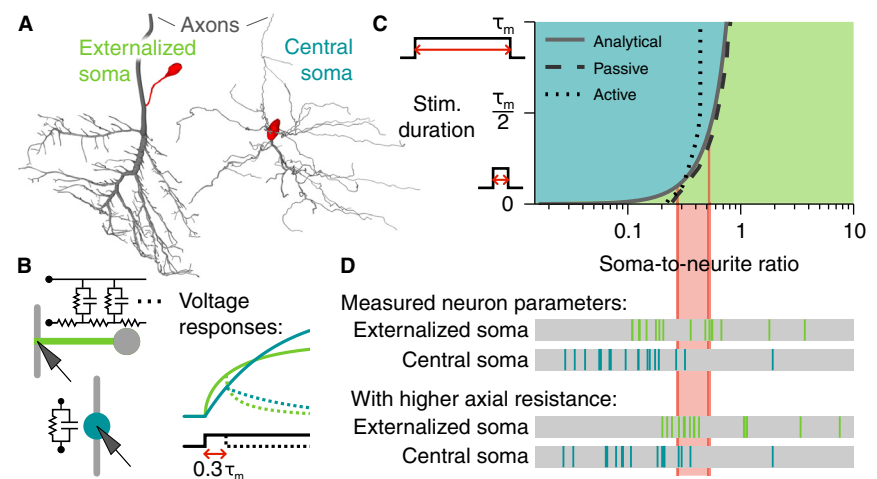 A
Axons
Externalized
soma
Central
soma
B
Voltage
responses:
0.3 τm
C
Stim.
duration
τm
τm
2
0
Analytical
Passive
Active
0.1
1
10
Soma-to-neurite ratio
D
Measured neuron parameters:
Externalized soma
Central soma
With higher axial resistance:
Externalized soma
Central soma